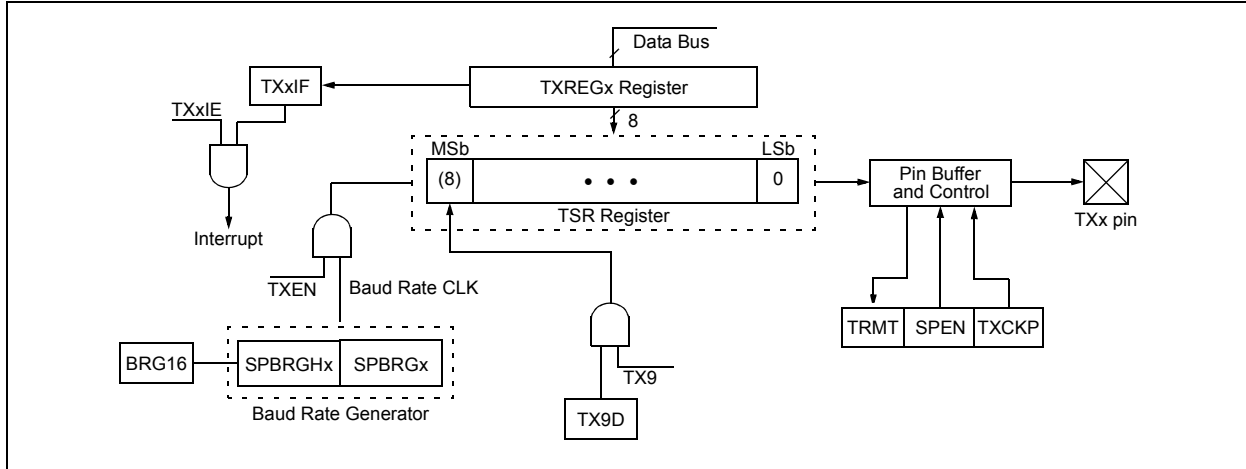 Data Bus
TXxIF
TXREGx Register
TXxIE
8
MSb
LSb
(8)
• • •
0
Pin Buffer
and Control
TSR Register
TXx pin
Interrupt
TXEN
Baud Rate CLK
TRMT
SPEN
TXCKP
BRG16
SPBRGHx
SPBRGx
TX9
Baud Rate Generator
TX9D